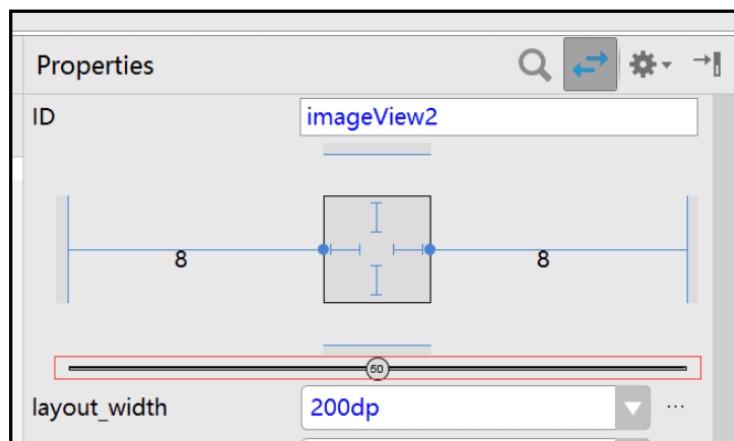 Properties
ID
imageView2
8
8
50
layout_width
200dp
...